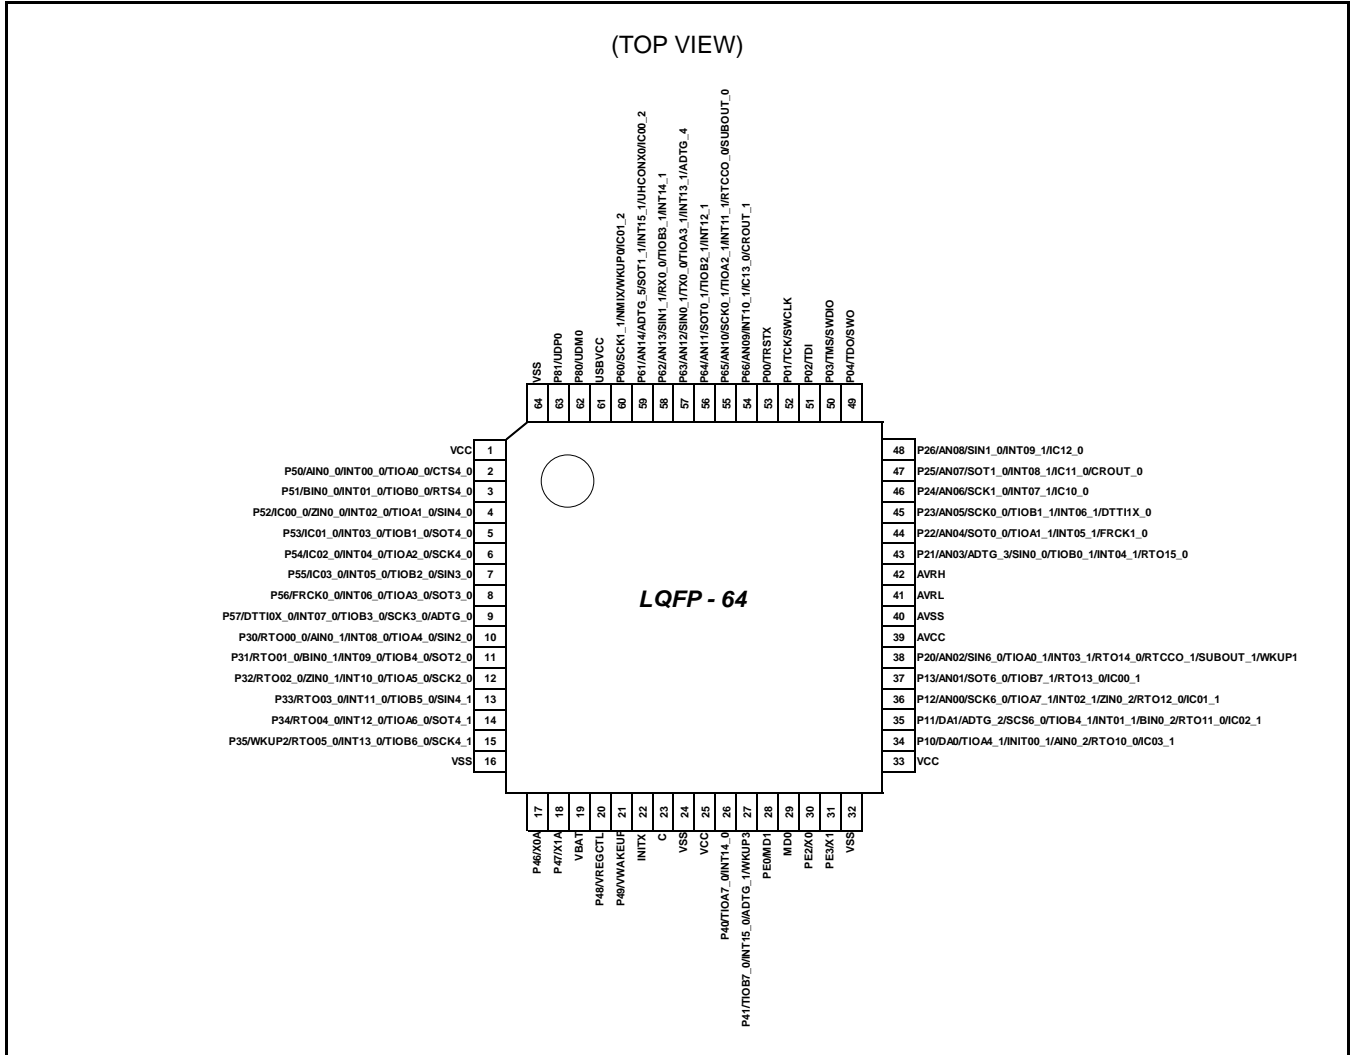 (TOP VIEW)
VSS
P81/UDP0
P80/UDM0
USBVCC
P60/SCK1_1/NMIX/WKUP0/IC01_2
P61/AN14/ADTG_5/SOT1_1/INT15_1/UHCONX0/IC00_2
P62/AN13/SIN1_1/RX0_0/TIOB3_1/INT14_1
P63/AN12/SIN0_1/TX0_0/TIOA3_1/INT13_1/ADTG_4
P64/AN11/SOT0_1/TIOB2_1/INT12_1
P65/AN10/SCK0_1/TIOA2_1/INT11_1/RTCCO_0/SUBOUT_0
P66/AN09/INT10_1/IC13_0/CROUT_1
P00/TRSTX
P01/TCK/SWCLK
P02/TDI
P03/TMS/SWDIO
P04/TDO/SWO
64 63 62 61 60 59 58 57 56 55 54 53 52 51 50 49
VCC 1
P50/AIN0_0/INT00_0/TIOA0_0/CTS4_0 2
P51/BIN0_0/INT01_0/TIOB0_0/RTS4_0 3
P52/IC00_0/ZIN0_0/INT02_0/TIOA1_0/SIN4_0 4
P53/IC01_0/INT03_0/TIOB1_0/SOT4_0 5
P54/IC02_0/INT04_0/TIOA2_0/SCK4_0 6
P55/IC03_0/INT05_0/TIOB2_0/SIN3_0 7
P56/FRCK0_0/INT06_0/TIOA3_0/SOT3_0 8
P57/DTTI0X_0/INT07_0/TIOB3_0/SCK3_0/ADTG_0 9
P30/RTO00_0/AIN0_1/INT08_0/TIOA4_0/SIN2_0 10
P31/RTO01_0/BIN0_1/INT09_0/TIOB4_0/SOT2_0 11
P32/RTO02_0/ZIN0_1/INT10_0/TIOA5_0/SCK2_0 12
P33/RTO03_0/INT11_0/TIOB5_0/SIN4_1 13
P34/RTO04_0/INT12_0/TIOA6_0/SOT4_1 14
P35/WKUP2/RTO05_0/INT13_0/TIOB6_0/SCK4_1 15
VSS 16
LQFP - 64
48 P26/AN08/SIN1_0/INT09_1/IC12_0
47 P25/AN07/SOT1_0/INT08_1/IC11_0/CROUT_0
46 P24/AN06/SCK1_0/INT07_1/IC10_0
45 P23/AN05/SCK0_0/TIOB1_1/INT06_1/DTTI1X_0
44 P22/AN04/SOT0_0/TIOA1_1/INT05_1/FRCK1_0
43 P21/AN03/ADTG_3/SIN0_0/TIOB0_1/INT04_1/RTO15_0
42 AVRH
41 AVRL
40 AVSS
39 AVCC
38 P20/AN02/SIN6_0/TIOA0_1/INT03_1/RTO14_0/RTCCO_1/SUBOUT_1/WKUP1
37 P13/AN01/SOT6_0/TIOB7_1/RTO13_0/IC00_1
36 P12/AN00/SCK6_0/TIOA7_1/INT02_1/ZIN0_2/RTO12_0/IC01_1
35 P11/DA1/ADTG_2/SCS6_0/TIOB4_1/INT01_1/BIN0_2/RTO11_0/IC02_1
34 P10/DA0/TIOA4_1/INIT00_1/AIN0_2/RTO10_0/IC03_1
33 VCC
17 18 19 20 21 22 23 24 25 26 27 28 29 30 31 32
P46/X0A
P47/X1A
VBAT
P48/VREGCTL
P49/VWAKEUP
INITX
C
VSS
VCC
P40/TIOA7_0/INT14_0
P41/TIOB7_0/INT15_0/ADTG_1/WKUP3
PE0/MD1
MD0
PE2/X0
PE3/X1
VSS